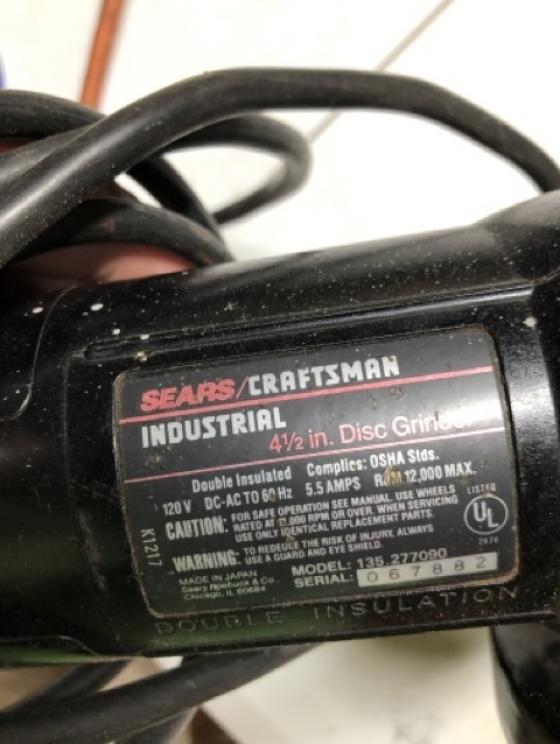 SEARS/CRAFTSMAN
INDUSTRIAL
4½ in. Disc Grinder
Double Insulated Complies: OSHA Stds.
120 V DC-AC TO 60 Hz 5.5 AMPS RPM 12,000 MAX.
CAUTION: FOR SAFE OPERATION SEE MANUAL. USE WHEELS
RATED AT 12,000 RPM OR OVER. WHEN SERVICING
USE ONLY IDENTICAL REPLACEMENT PARTS.
WARNING: TO REDEULE THE RISK OF INJURY, ALWAYS
USE A GUARD AND EYE SHIELD.
LISTED
UL
MADE IN JAPAN
Sears Roebuck & Co.,
Chicago, IL 60684
MODEL: 135.277090
SERIAL: 067882
K1217
DOUBLE INSULATION